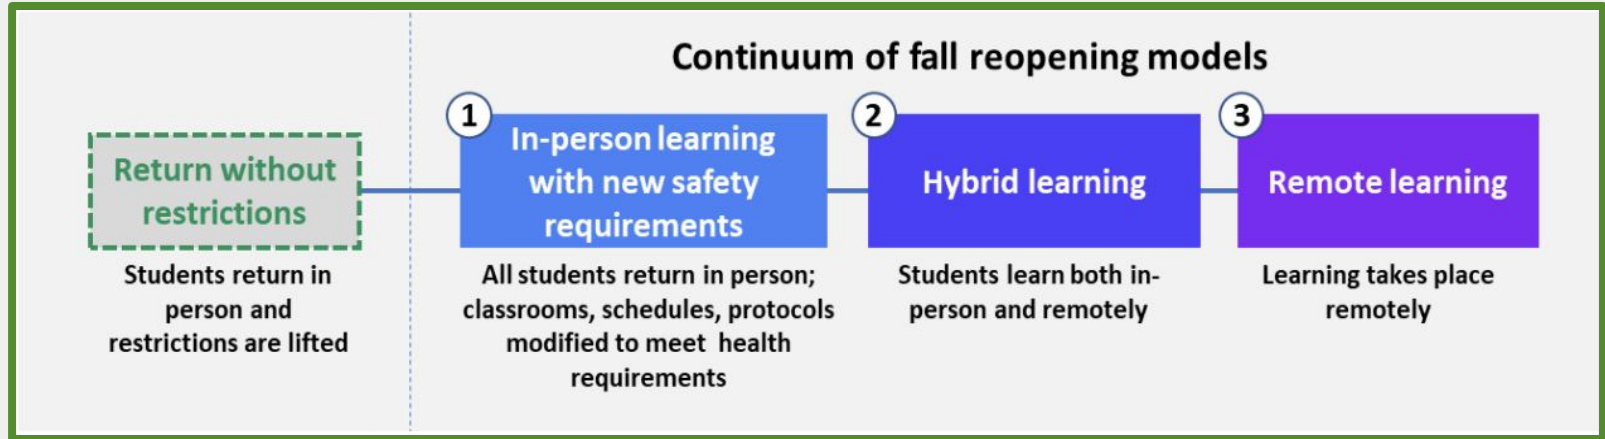 Continuum of fall reopening models
Return without
restrictions
Students return in
person and
restrictions are lifted
1
In-person learning
with new safety
requirements
All students return in person;
classrooms, schedules, protocols
modified to meet health
requirements
2
Hybrid learning
Students learn both in-
person and remotely
3
Remote learning
Learning takes place
remotely